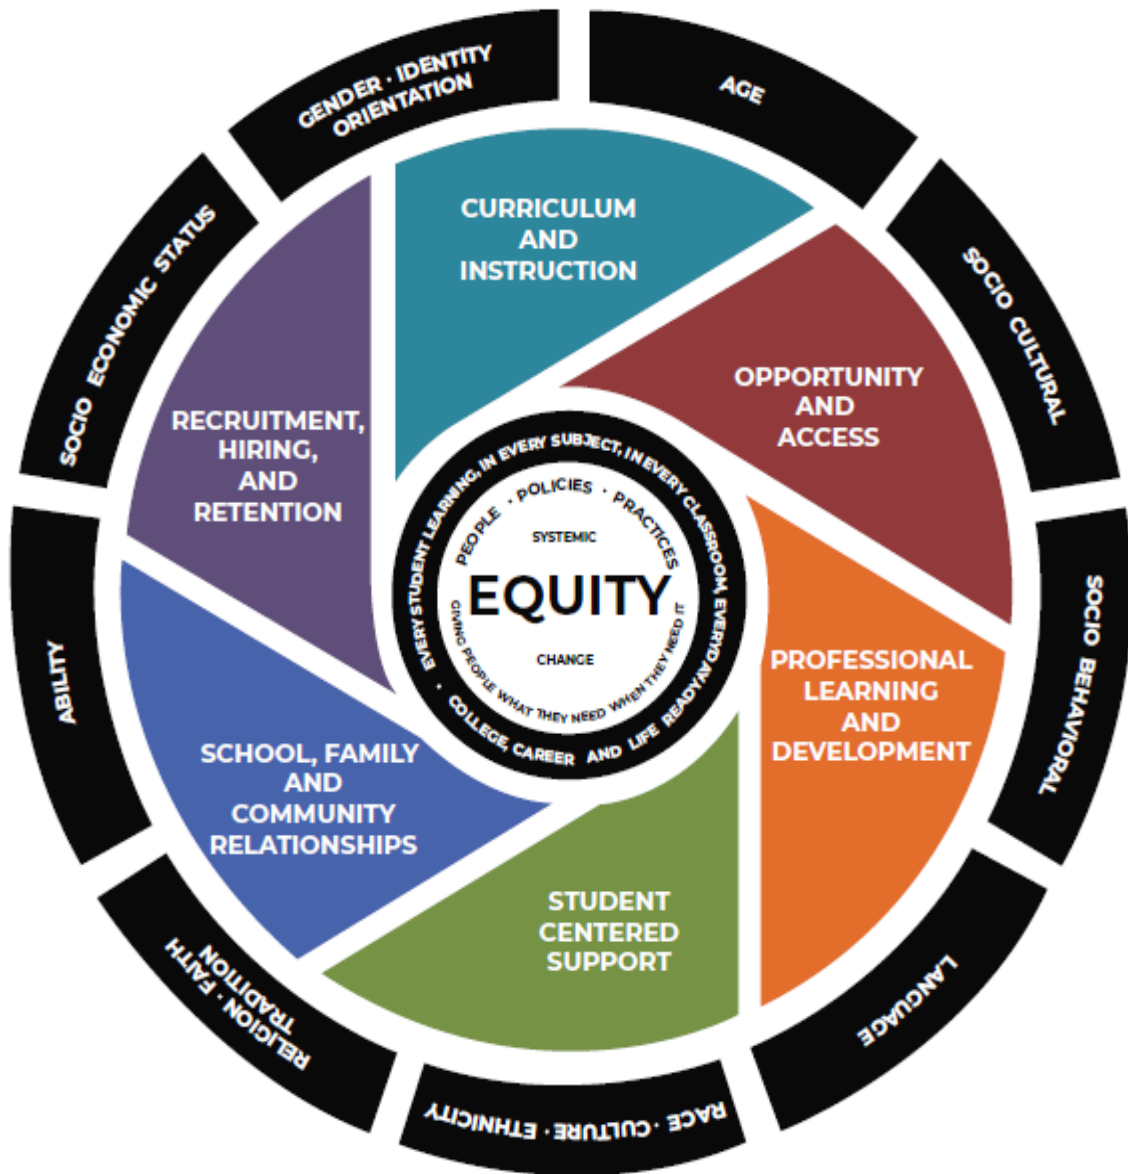 GENDER · IDENTITY
ORIENTATION
AGE
SOCIO CULTURAL
SOCIO BEHAVIORAL
LANGUAGE
RACE · CULTURE · ETHNICITY
RELIGION · FAITH
TRADITION
ABILITY
SOCIO ECONOMIC STATUS
CURRICULUM
AND
INSTRUCTION
OPPORTUNITY
AND
ACCESS
PROFESSIONAL
LEARNING
AND
DEVELOPMENT
STUDENT
CENTERED
SUPPORT
SCHOOL, FAMILY
AND
COMMUNITY
RELATIONSHIPS
RECRUITMENT,
HIRING,
AND
RETENTION
EVERY STUDENT LEARNING, IN EVERY SUBJECT, IN EVERY CLASSROOM, EVERYDAY
· COLLEGE, CAREER AND LIFE READY
PEOPLE · POLICIES · PRACTICES
SYSTEMIC
EQUITY
CHANGE
GIVING PEOPLE WHAT THEY NEED WHEN THEY NEED IT